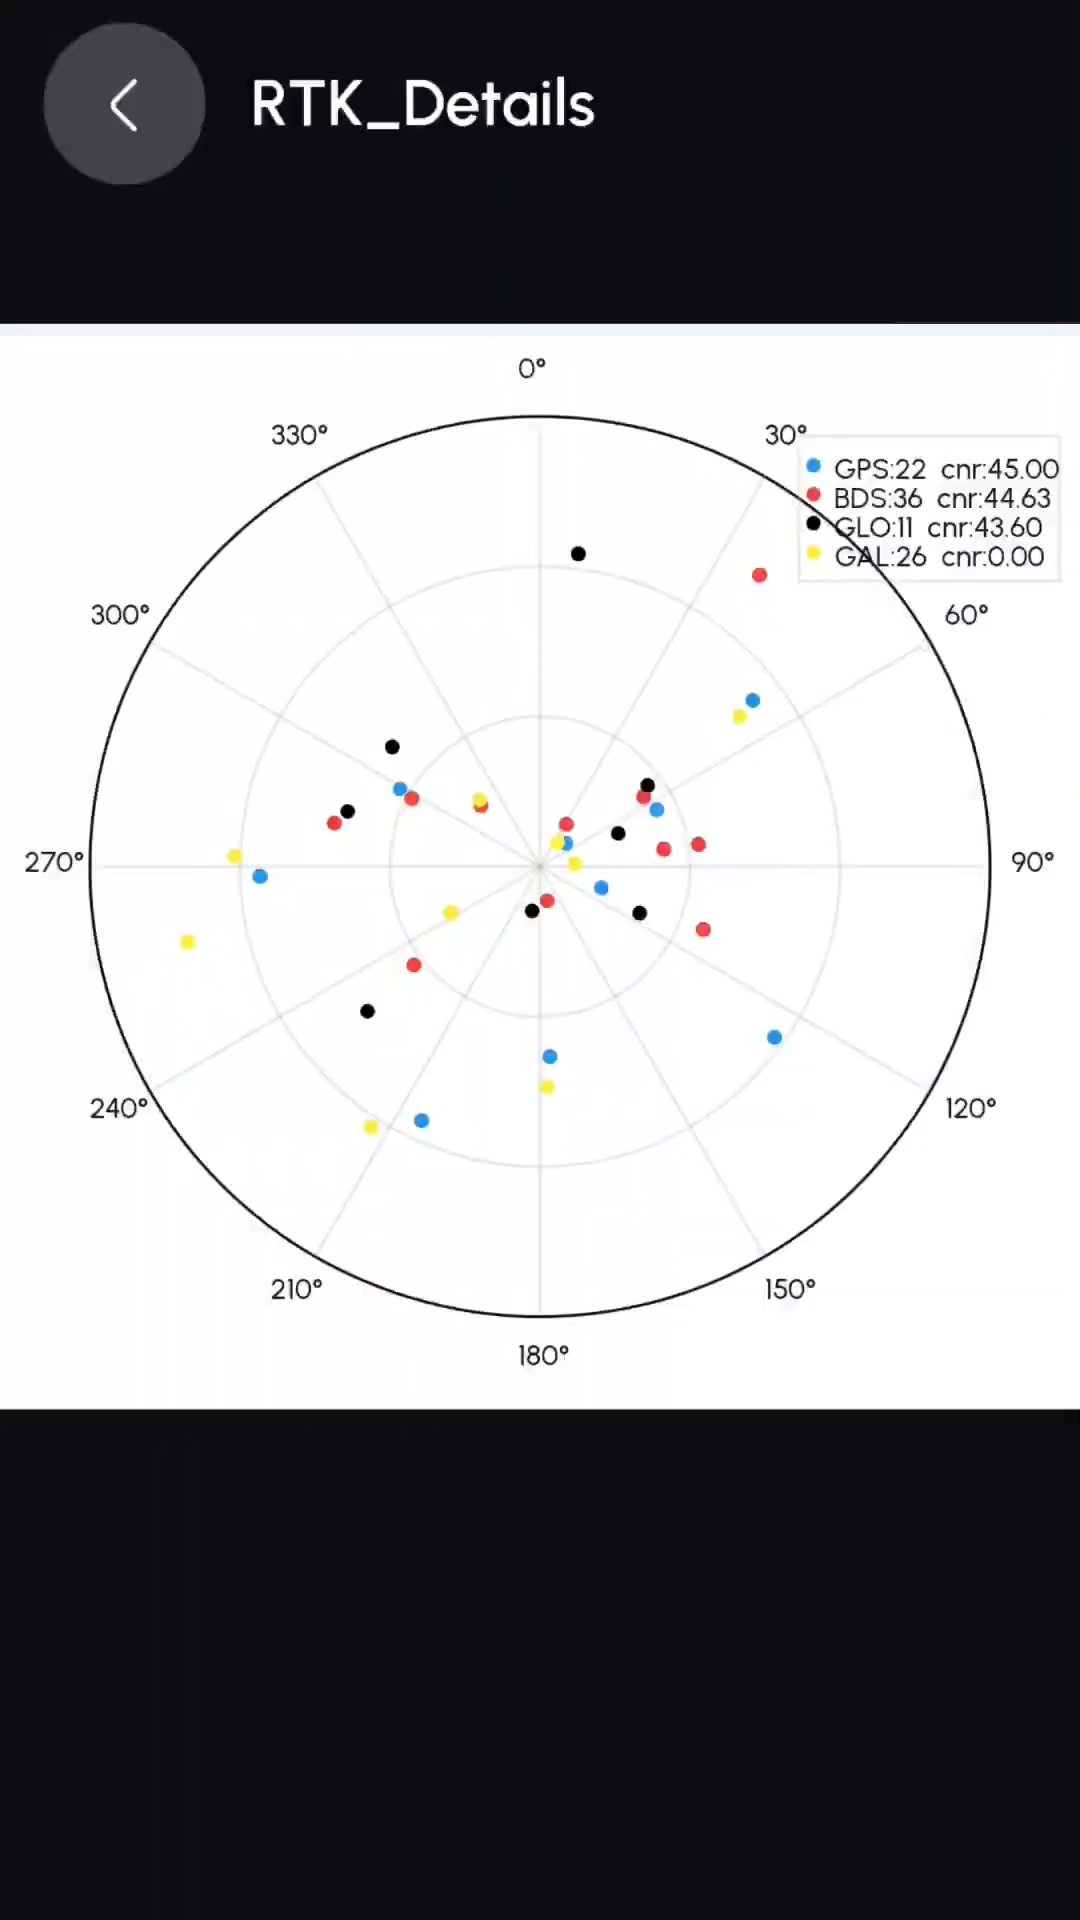 RTK_Details
0°
330°
30°
GPS:22 cnr:45.00
BDS:36 cnr:44.63
GLO:11 cnr:43.60
GAL:26 cnr:0.00
300°
60°
270°
90°
240°
120°
210°
150°
180°